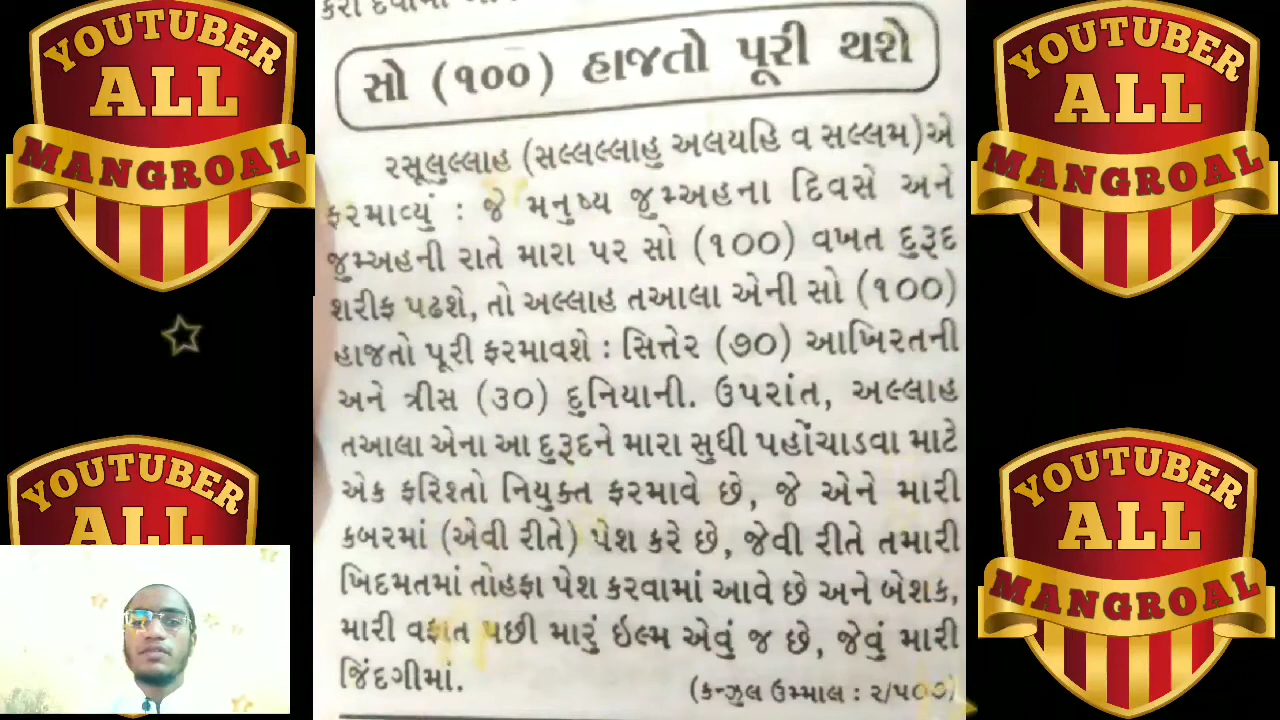 YOUTUBER
ALL
MANGROAL
સો (૧૦૦) હાજતો પૂરી થશે
રસૂલુલ્લાહ (સલ્લલ્લાહુ અલયહિ વ સલ્લમ)એ
ફરમાવ્યું : જે મનુષ્ય જુમ્અહના દિવસે અને
જુમ્અહની રાતે મારા પર સો (૧૦૦) વખત દુરૂદ
શરીફ પઢશે, તો અલ્લાહ તઆલા એની સો (૧૦૦)
હાજતો પૂરી ફરમાવશે : સિત્તેર (૭૦) આખિરતની
અને ત્રીસ (૩૦) દુનિયાની. ઉપરાંત, અલ્લાહ
તઆલા એના આ દુરૂદને મારા સુધી પહોંચાડવા માટે
એક ફરિશ્તો નિયુક્ત ફરમાવે છે, જે એને મારી
કબરમાં (એવી રીતે) પેશ કરે છે, જેવી રીતે તમારી
ખિદમતમાં તોહફા પેશ કરવામાં આવે છે અને બેશક,
મારી વફાત પછી મારું ઇલ્મ એવું જ છે, જેવું મારી
જિંદગીમાં.
(કન્ઝુલ ઉમ્માલ : ૨/૫૦૭)
YOUTUBER
ALL
MANGROAL
YOUTUBER
ALL
YOUTUBER
ALL
MANGROAL